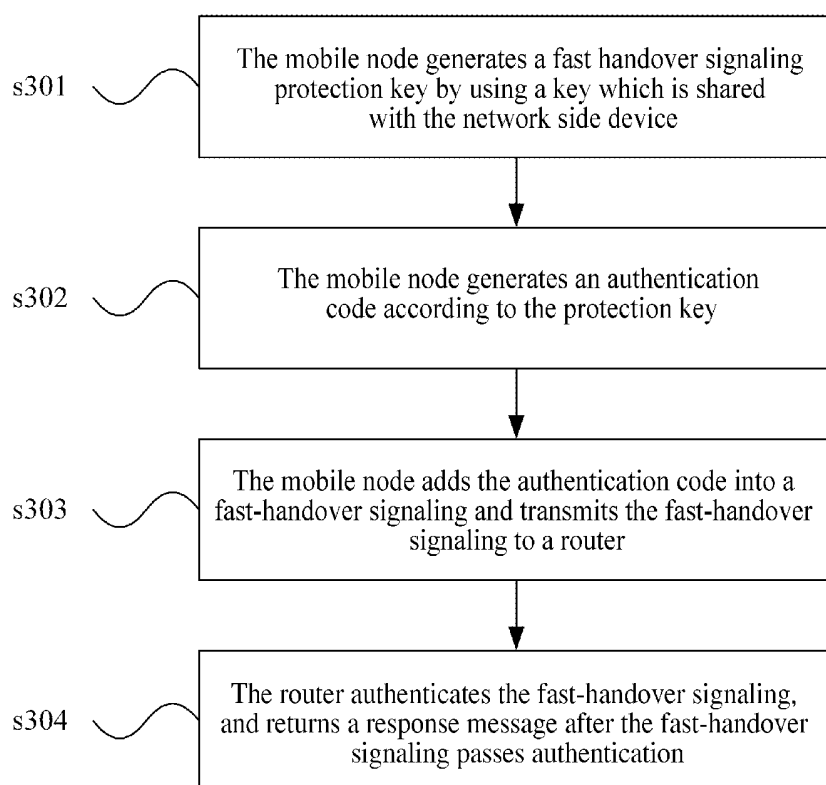 s301
The mobile node generates a fast handover signaling
protection key by using a key which is shared
with the network side device
s302
The mobile node generates an authentication
code according to the protection key
s303
The mobile node adds the authentication code into a
fast-handover signaling and transmits the fast-handover
signaling to a router
s304
The router authenticates the fast-handover signaling,
and returns a response message after the fast-handover
signaling passes authentication